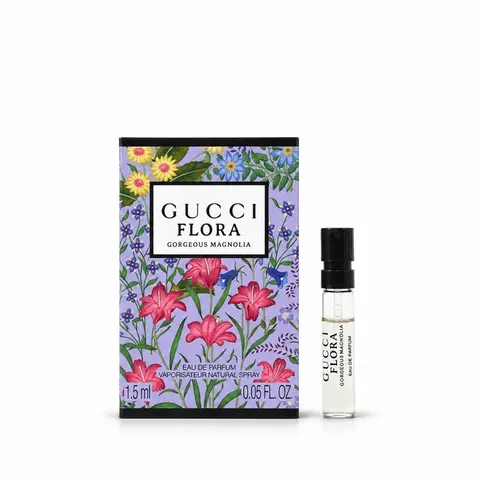 GUCCI
FLORA
GORGEOUS MAGNOLIA
EAU DE PARFUM
VAPORISATEUR NATURAL SPRAY
1.5 ml 0.05 FL. OZ.
GUCCI
FLORA
GORGEOUS MAGNOLIA
EAU DE PARFUM